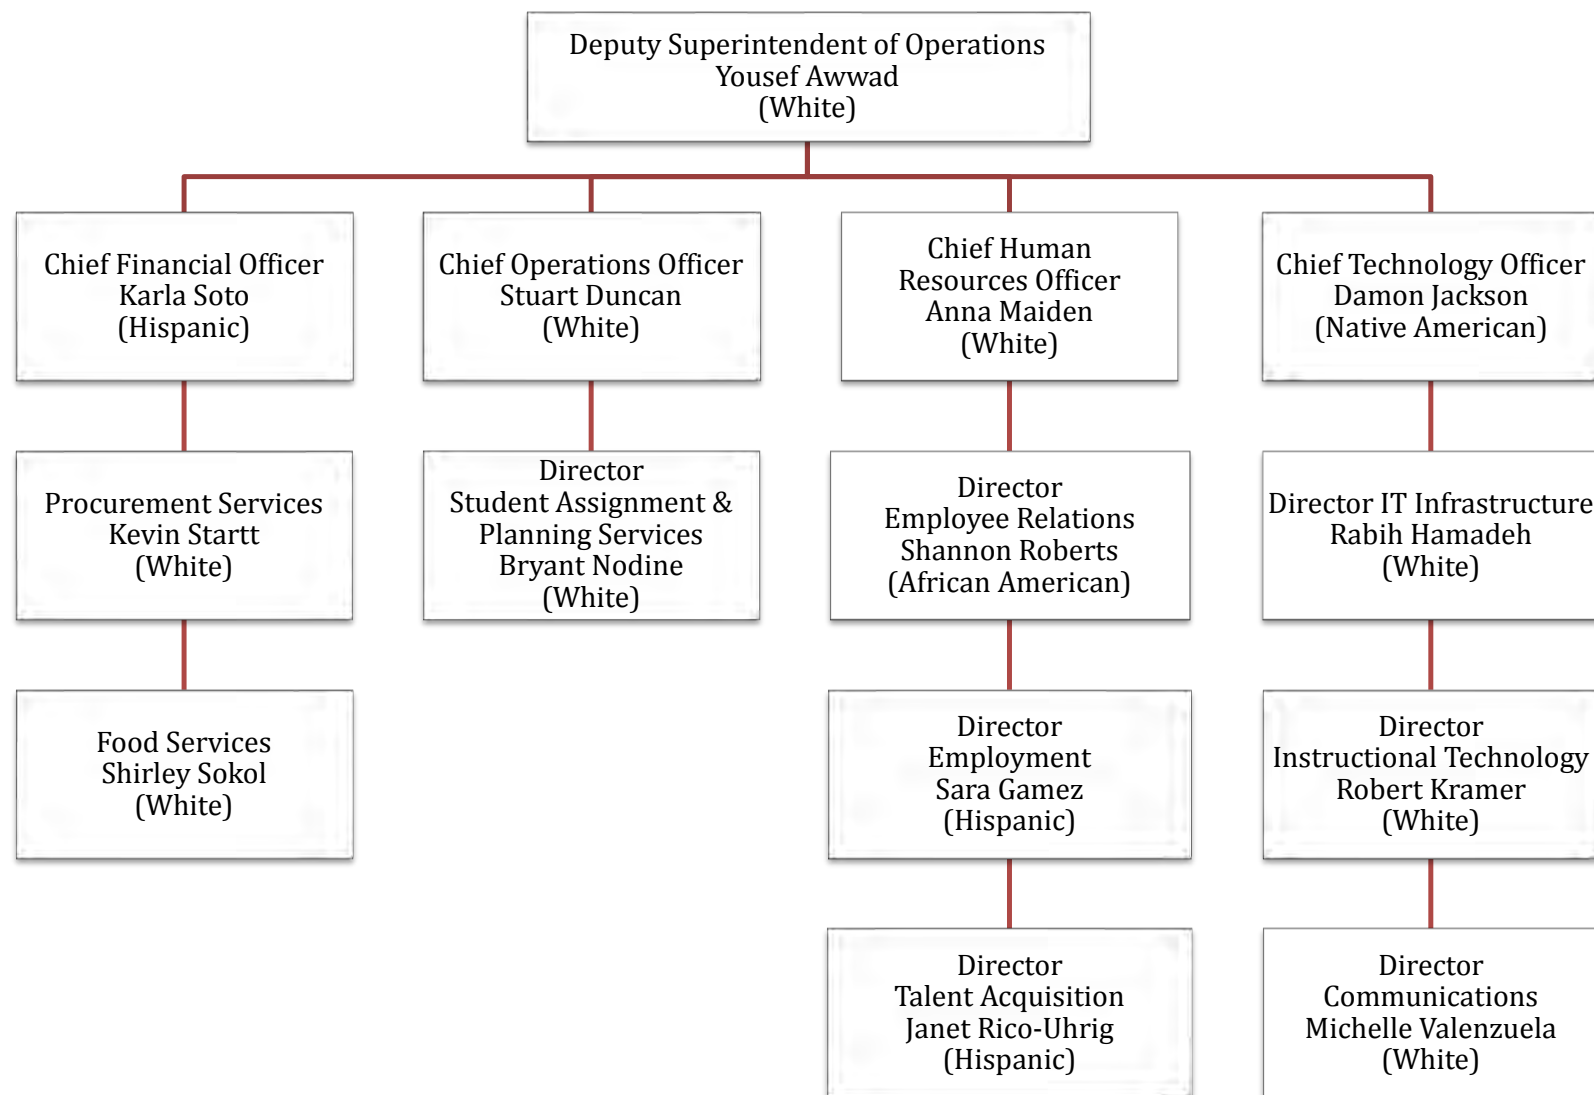 Deputy Superintendent of Operations
Yousef Awwad
(White)
Chief Financial Officer
Karla Soto
(Hispanic)
Chief Operations Officer
Stuart Duncan
(White)
Chief Human
Resources Officer
Anna Maiden
(White)
Chief Technology Officer
Damon Jackson
(Native American)
Procurement Services
Kevin Startt
(White)
Director
Student Assignment &
Planning Services
Bryant Nodine
(White)
Director
Employee Relations
Shannon Roberts
(African American)
Director IT Infrastructure
Rabih Hamadeh
(White)
Food Services
Shirley Sokol
(White)
Director
Employment
Sara Gamez
(Hispanic)
Director
Instructional Technology
Robert Kramer
(White)
Director
Talent Acquisition
Janet Rico-Uhrig
(Hispanic)
Director
Communications
Michelle Valenzuela
(White)